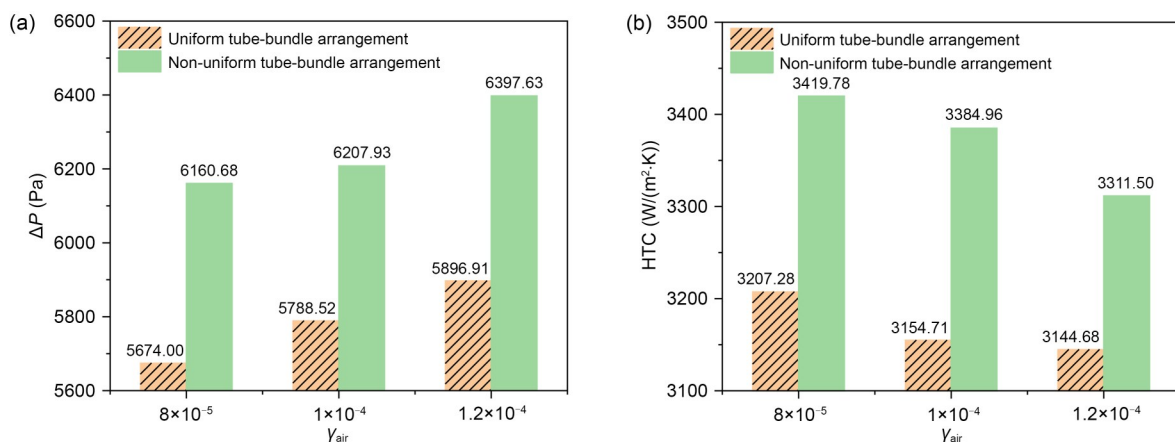 (a)
Uniform tube-bundle arrangement
Non-uniform tube-bundle arrangement
ΔP (Pa)
6600
6400
6200
6000
5800
5600
5674.00
6160.68
5788.52
6207.93
5896.91
6397.63
8×10⁻⁵
1×10⁻⁴
1.2×10⁻⁴
γair
(b)
Uniform tube-bundle arrangement
Non-uniform tube-bundle arrangement
HTC (W/(m²·K))
3500
3400
3300
3200
3100
3207.28
3419.78
3154.71
3384.96
3144.68
3311.50
8×10⁻⁵
1×10⁻⁴
1.2×10⁻⁴
γair